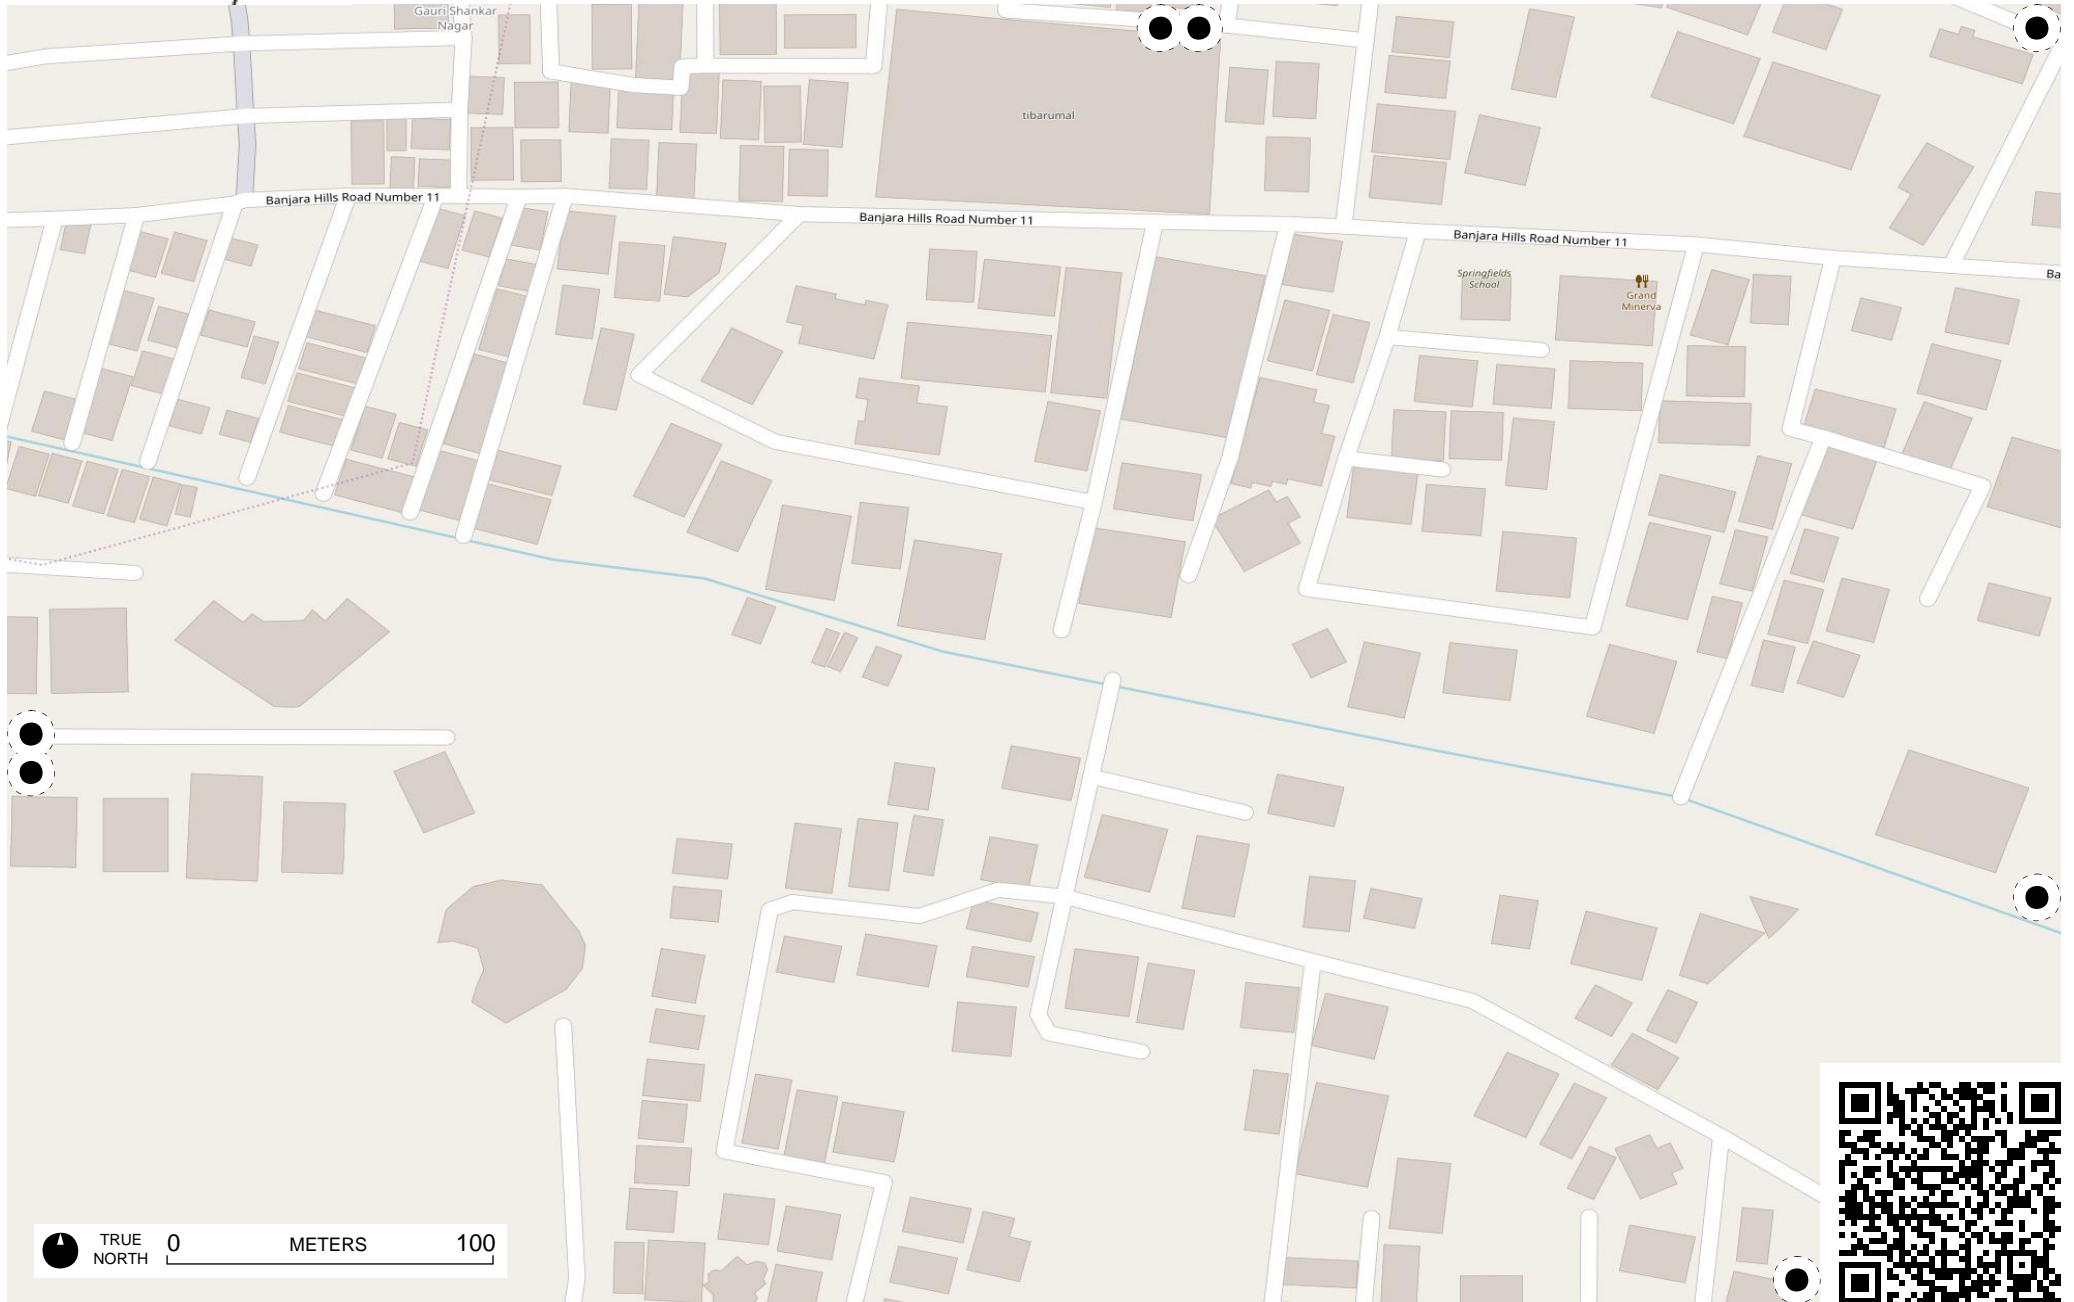 Gauri Shankar
Nagar
tibarumal
Banjara Hills Road Number 11
Banjara Hills Road Number 11
Banjara Hills Road Number 11
Springfields
School
Ba
Grand
Minerva
TRUE
NORTH
0
METERS
100